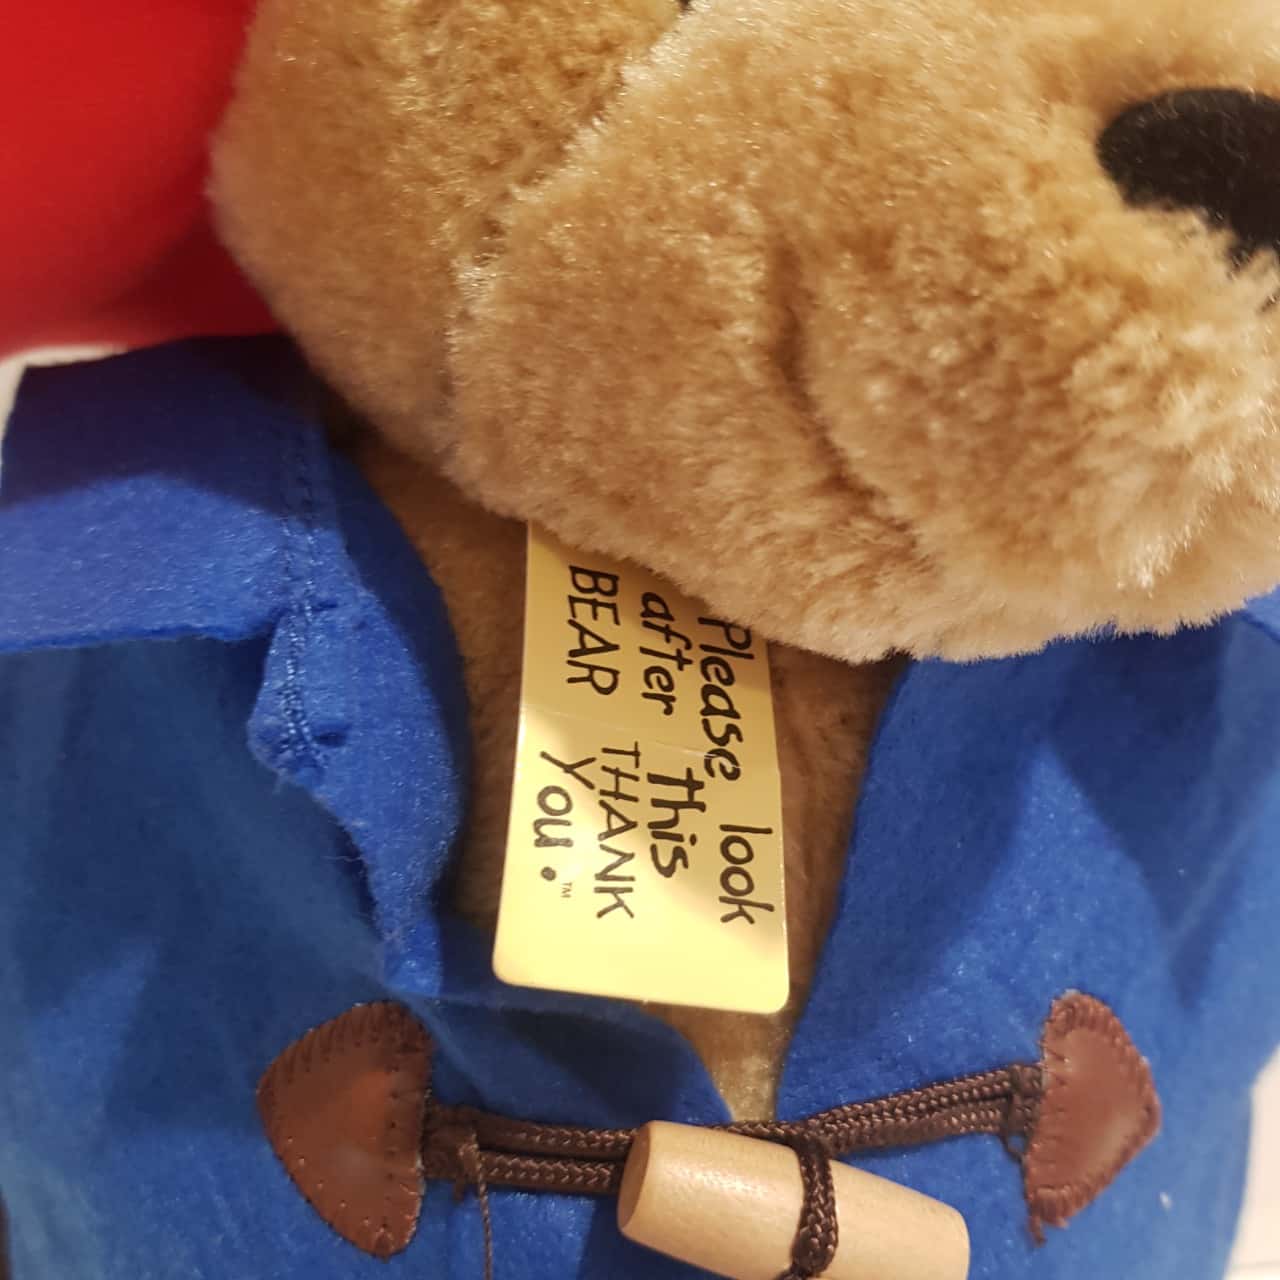 Please look
after this
BEAR THANK
you.™